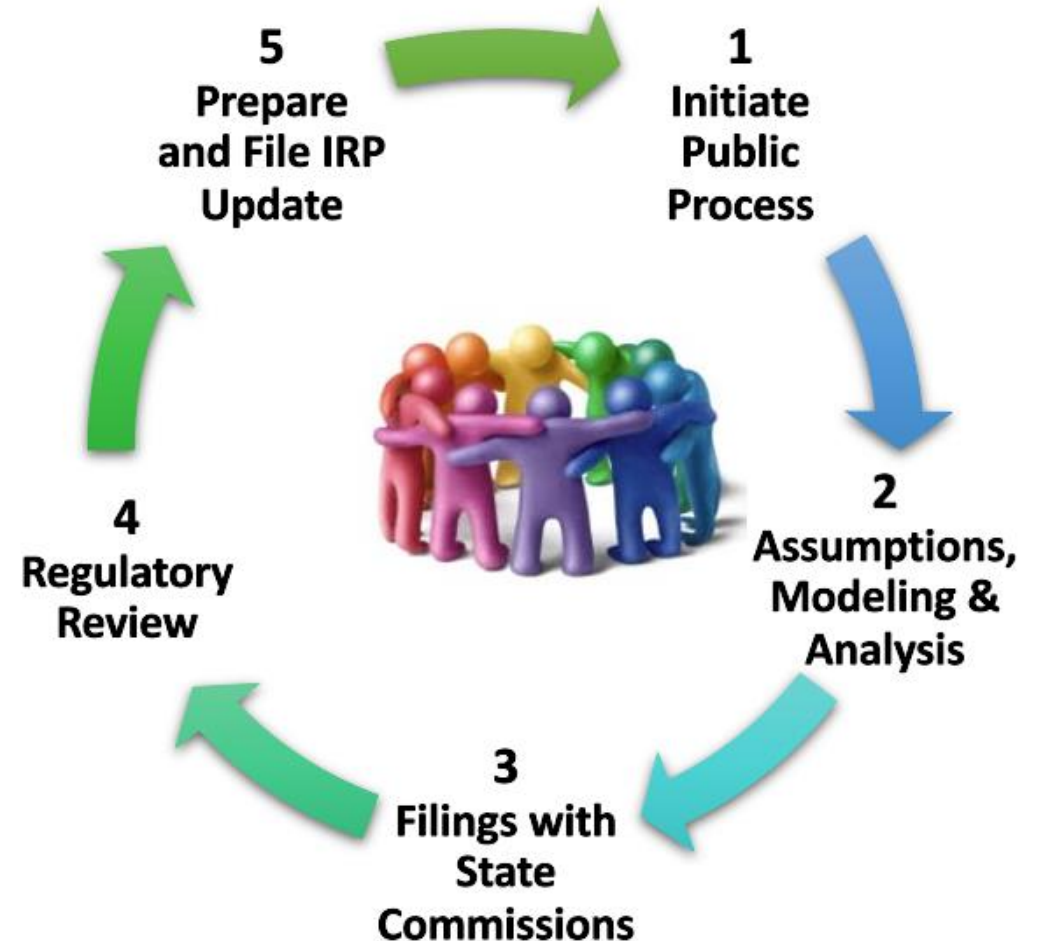 1
Initiate
Public
Process
2
Assumptions,
Modeling &
Analysis
3
Filings with
State
Commissions
4
Regulatory
Review
5
Prepare
and File IRP
Update